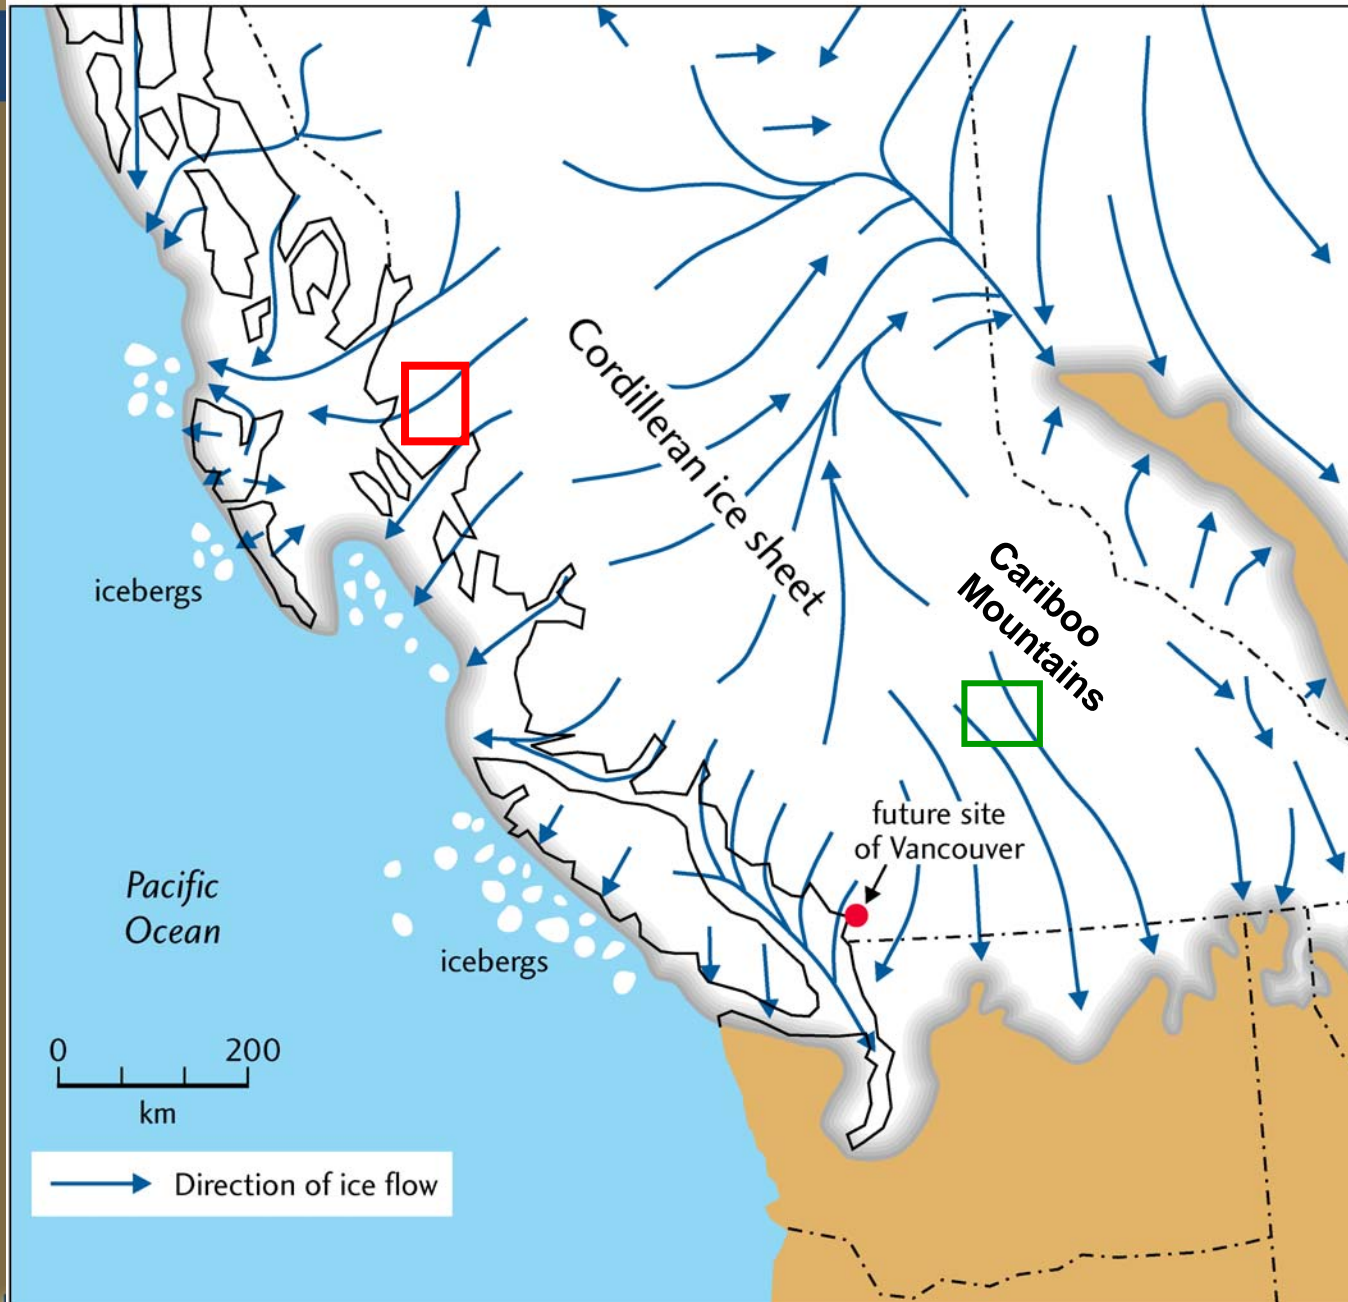 Cordilleran ice sheet
Cariboo
Mountains
icebergs
future site
of Vancouver
Pacific
Ocean
icebergs
0 200
km
Direction of ice flow